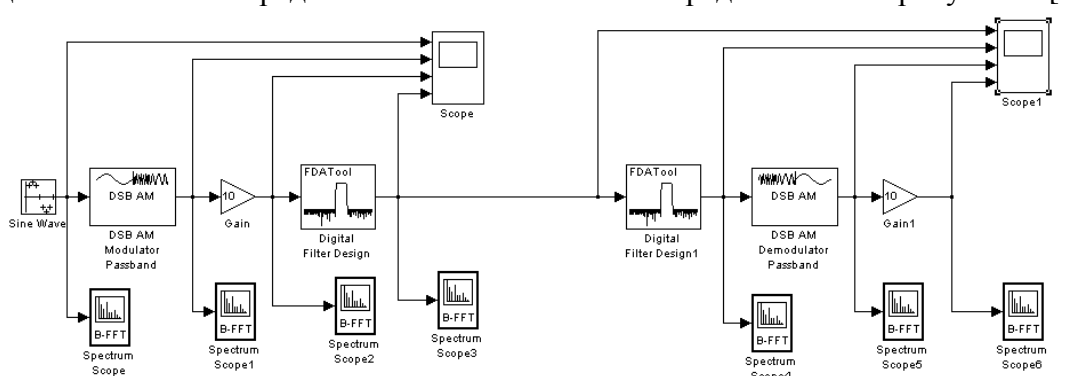 Scope
Scope1
FDATool
FDATool
DSB AM
10
DSB AM
10
Sine Wave
DSB AM
Modulator
Passband
Gain
Digital
Filter Design
Digital
Filter Design1
DSB AM
Demodulator
Passband
Gain1
B-FFT
B-FFT
B-FFT
B-FFT
B-FFT
B-FFT
B-FFT
Spectrum
Scope
Spectrum
Scope1
Spectrum
Scope2
Spectrum
Scope3
Spectrum
Spectrum
Scope5
Spectrum
Scope6